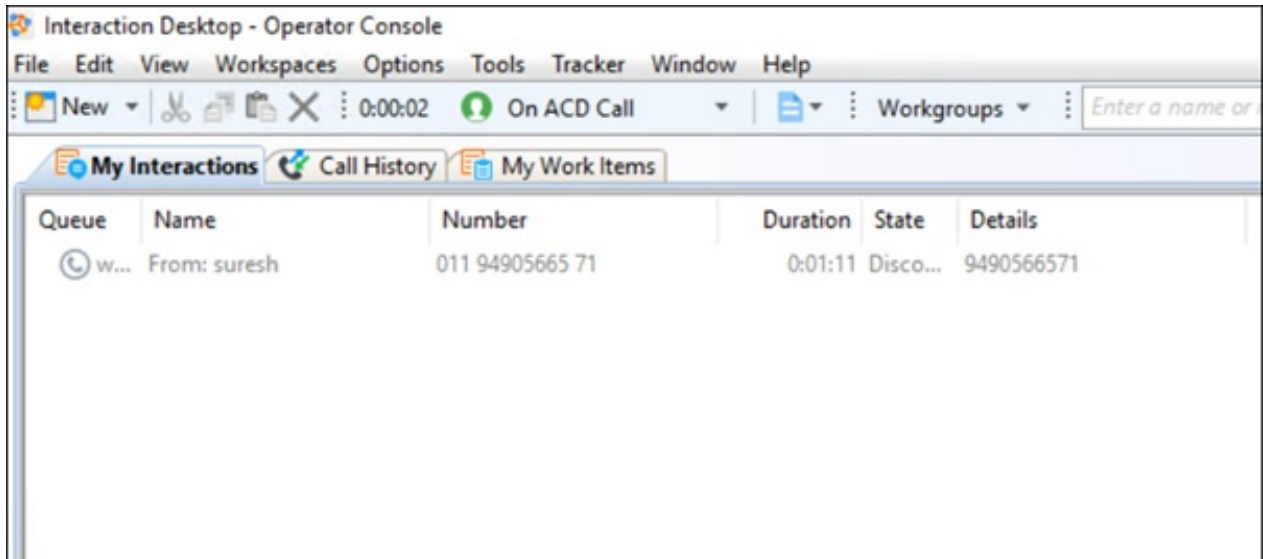 Interaction Desktop - Operator Console
File Edit View Workspaces Options Tools Tracker Window Help
New 0:00:02 On ACD Call Workgroups Enter a name or
My Interactions Call History My Work Items
Queue Name Number Duration State Details
w... From: suresh 011 94905665 71 0:01:11 Disco... 9490566571